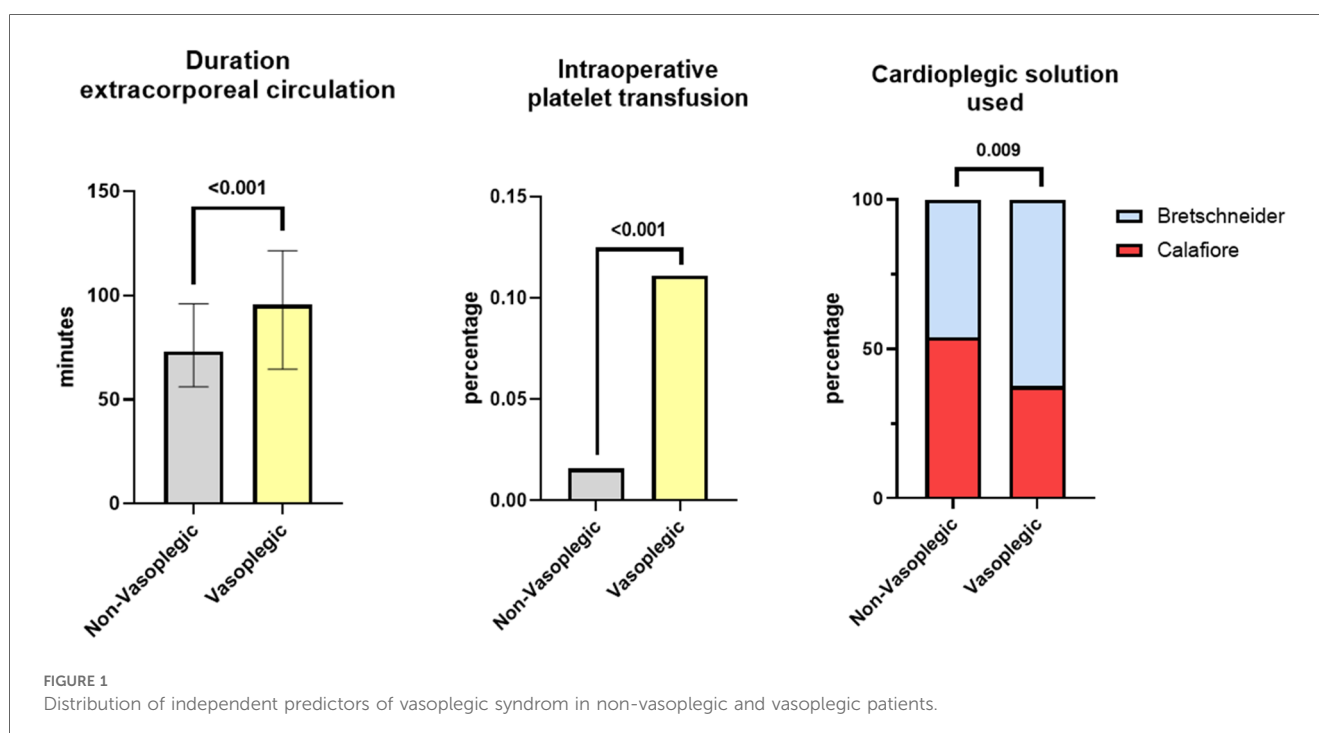 Duration
extracorporeal circulation
<0.001
150
100
50
0
minutes
Non-Vasoplegic
Vasoplegic
Intraoperative
platelet transfusion
<0.001
0.15
0.10
0.05
0.00
percentage
Non-Vasoplegic
Vasoplegic
Cardioplegic solution
used
0.009
100
50
0
percentage
Non-Vasoplegic
Vasoplegic
Bretschneider
Calafiore
FIGURE 1
Distribution of independent predictors of vasoplegic syndrom in non-vasoplegic and vasoplegic patients.